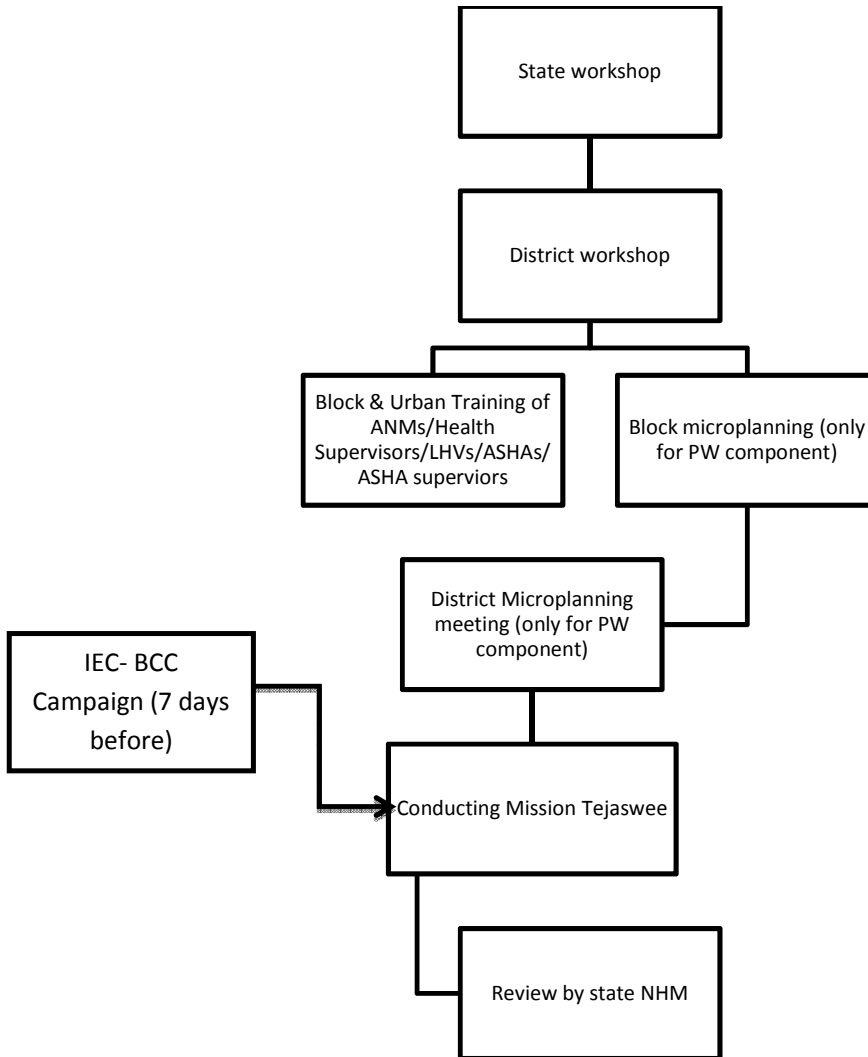 State workshop
District workshop
Block & Urban Training of
ANMs/Health
Supervisors/LHVs/ASHAs/
ASHA superviors
Block microplanning (only
for PW component)
District Microplanning
meeting (only for PW
component)
IEC- BCC
Campaign (7 days
before)
Conducting Mission Tejaswee
Review by state NHM